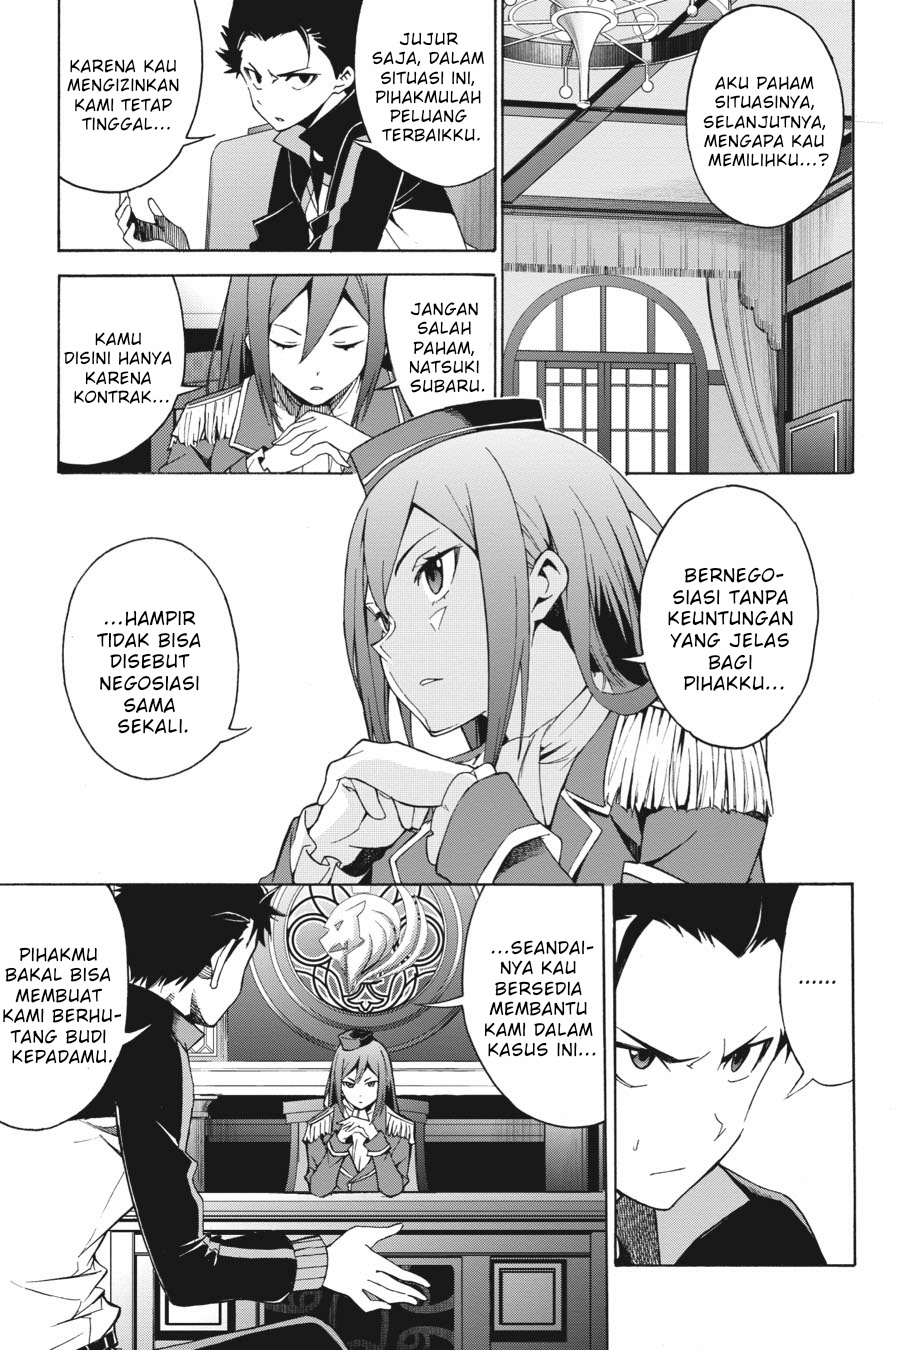 AKU PAHAM
SITUASINYA,
SELANJUTNYA,
MENGAPA KAU
MEMILIHKU...?
JUJUR
SAJA, DALAM
SITUASI INI,
PIHAKMULAH
PELUANG
TERBAIKKU.
KARENA KAU
MENGIZINKAN
KAMI TETAP
TINGGAL...
JANGAN
SALAH
PAHAM,
NATSUKI
SUBARU.
KAMU
DISINI HANYA
KARENA
KONTRAK...
BERNEGO-
SIASI TANPA
KEUNTUNGAN
YANG JELAS
BAGI
PIHAKKU...
...HAMPIR
TIDAK BISA
DISEBUT
NEGOSIASI
SAMA
SEKALI.
......
...SEANDAI-
NYA KAU
BERSEDIA
MEMBANTU
KAMI DALAM
KASUS INI...
PIHAKMU
BAKAL BISA
MEMBUAT
KAMI BERHU-
TANG BUDI
KEPADAMU.